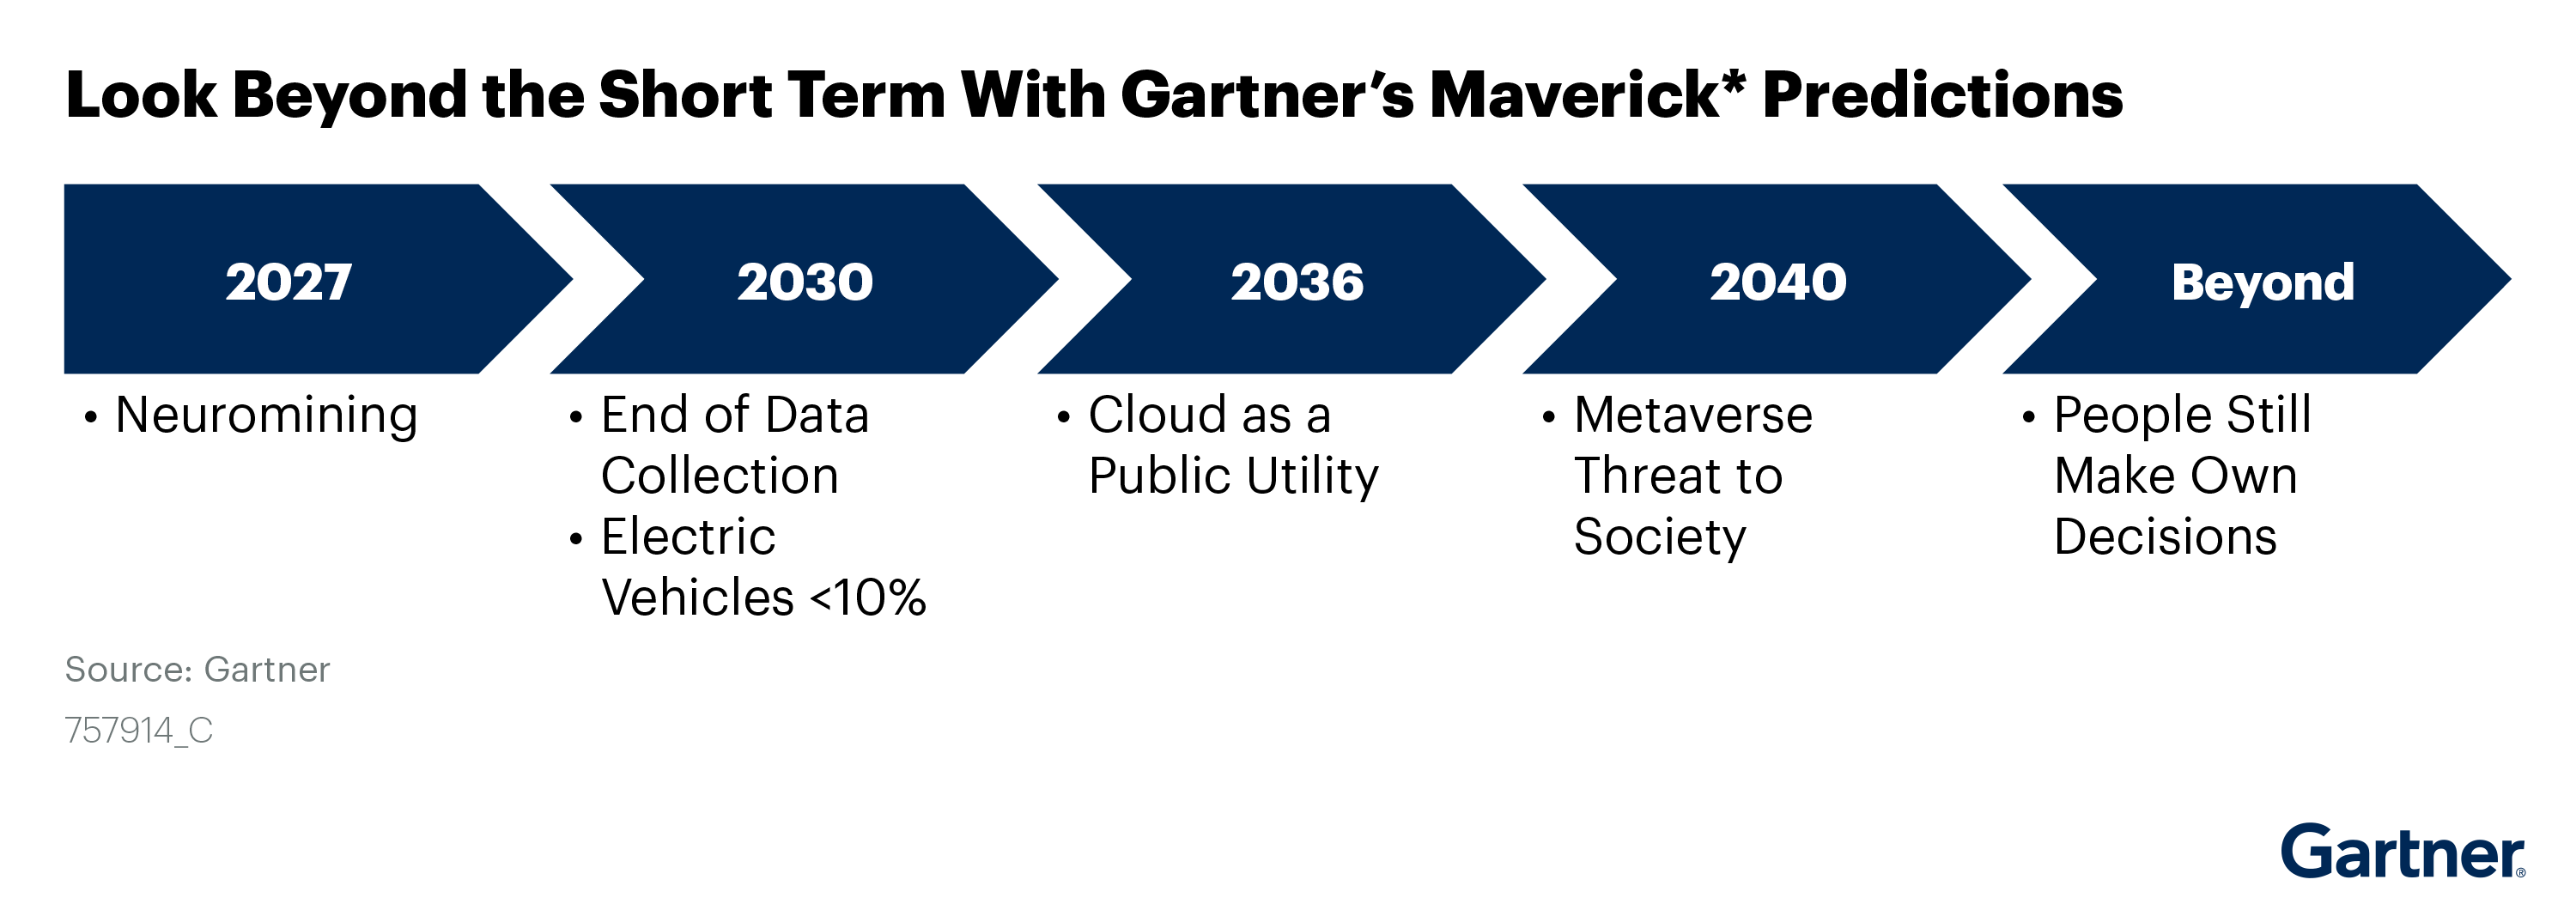 Look Beyond the Short Term With Gartner’s Maverick* Predictions
2027
2030
2036
2040
Beyond
• Neuromining
• End of Data
Collection
• Electric
Vehicles <10%
• Cloud as a
Public Utility
• Metaverse
Threat to
Society
• People Still
Make Own
Decisions
Source: Gartner
757914_C
Gartner®